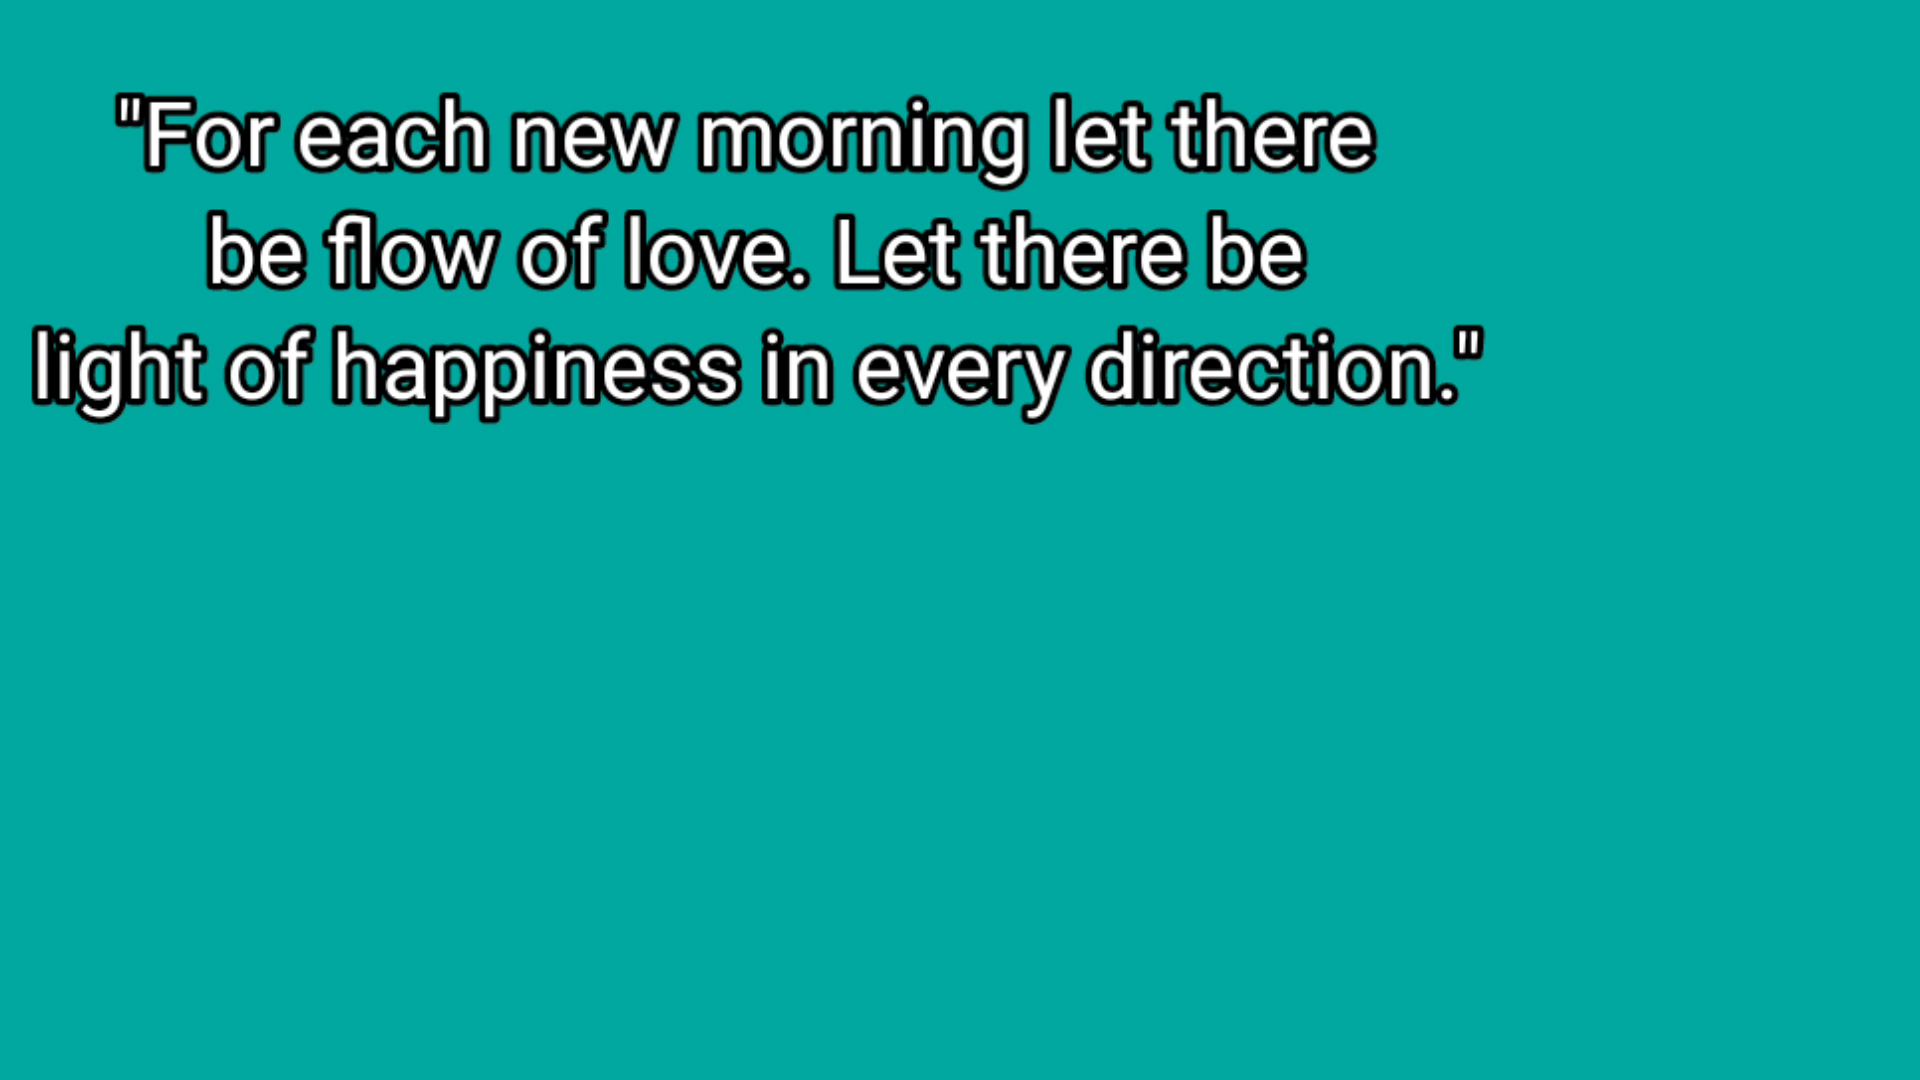 "For each new morning let there
be flow of love. Let there be
light of happiness in every direction."